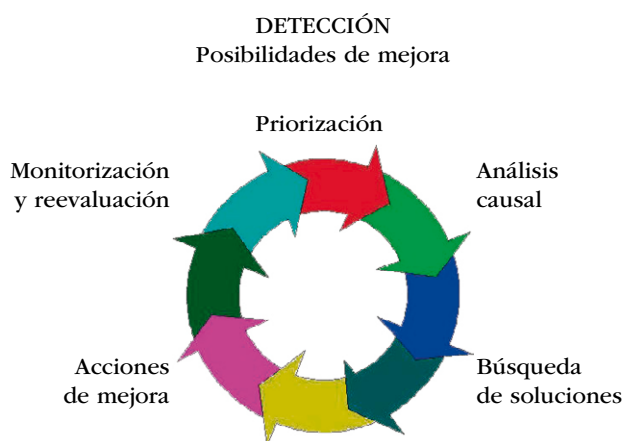 DETECCIÓN
Posibilidades de mejora
Priorización
Monitorización
y reevaluación
Análisis
causal
Acciones
de mejora
Búsqueda
de soluciones